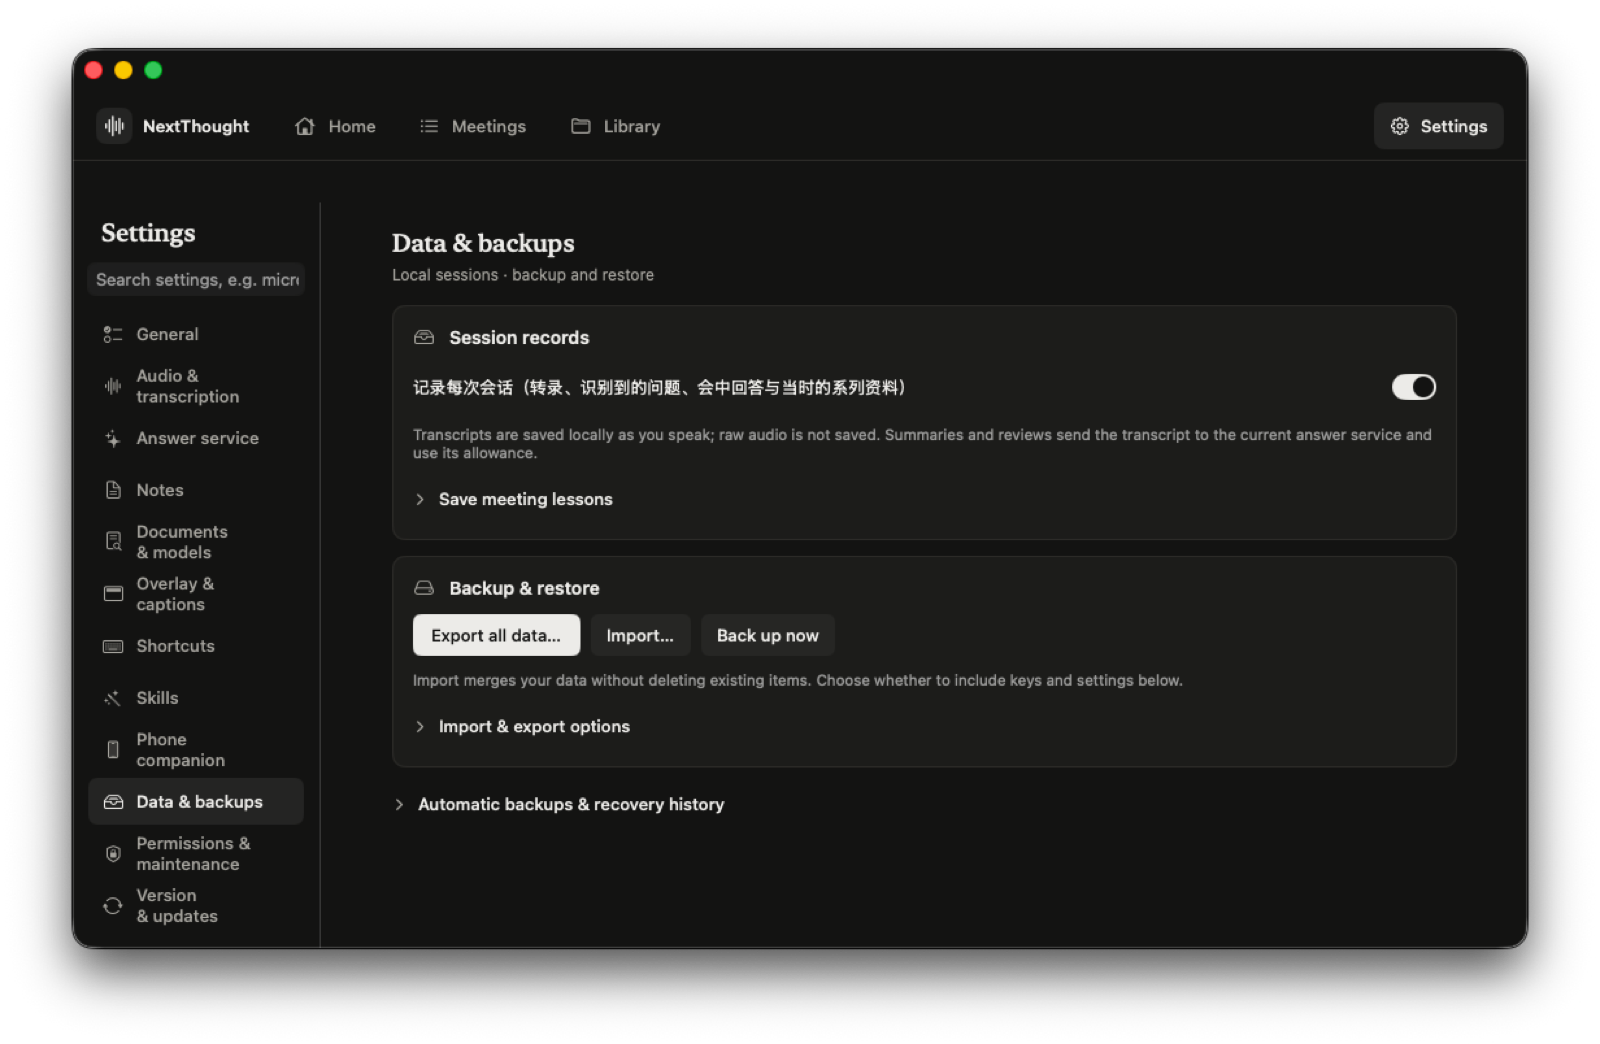 NextThought
Home
Meetings
Library
Settings
Settings
Search settings, e.g. micr
General
Audio &
transcription
Answer service
Notes
Documents
& models
Overlay &
captions
Shortcuts
Skills
Phone
companion
Data & backups
Permissions &
maintenance
Version
& updates
Data & backups
Local sessions · backup and restore
Session records
记录每次会话（转录、识别到的问题、会中回答与当时的系列资料）
Transcripts are saved locally as you speak; raw audio is not saved. Summaries and reviews send the transcript to the current answer service and
use its allowance.
Save meeting lessons
Backup & restore
Export all data...
Import...
Back up now
Import merges your data without deleting existing items. Choose whether to include keys and settings below.
Import & export options
Automatic backups & recovery history